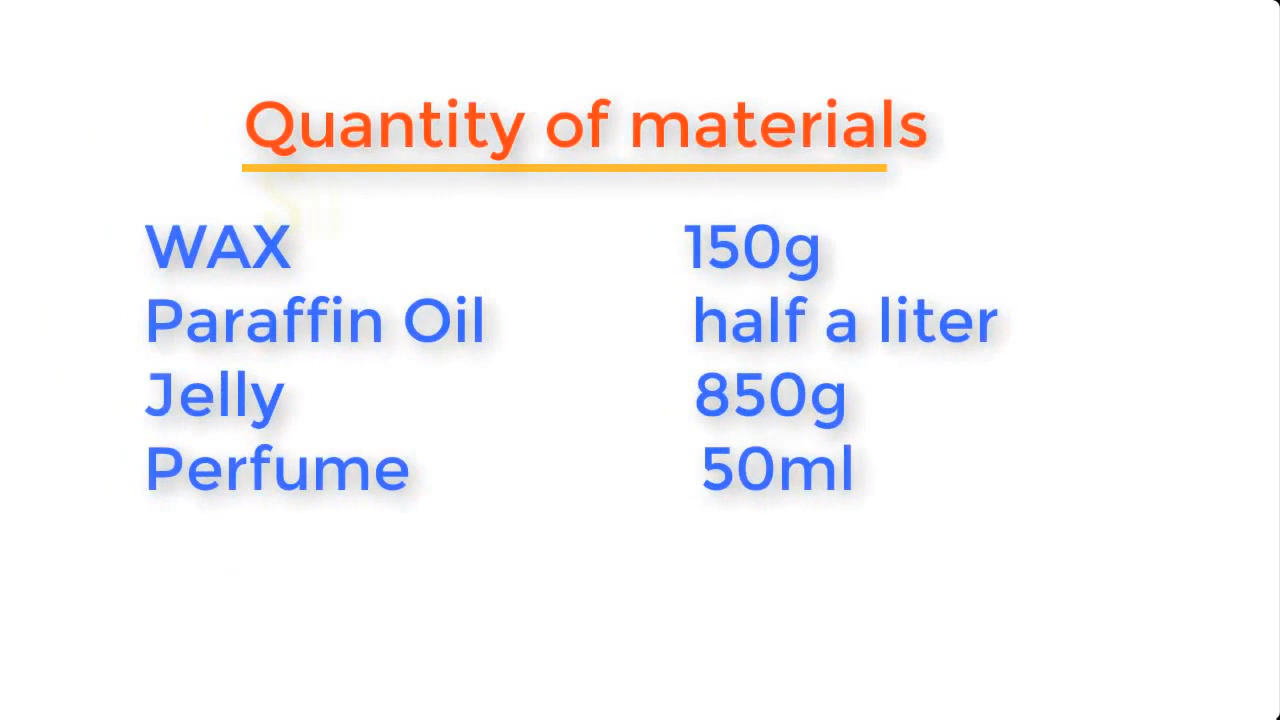 Quantity of materials
WAX 150g
Paraffin Oil half a liter
Jelly 850g
Perfume 50ml